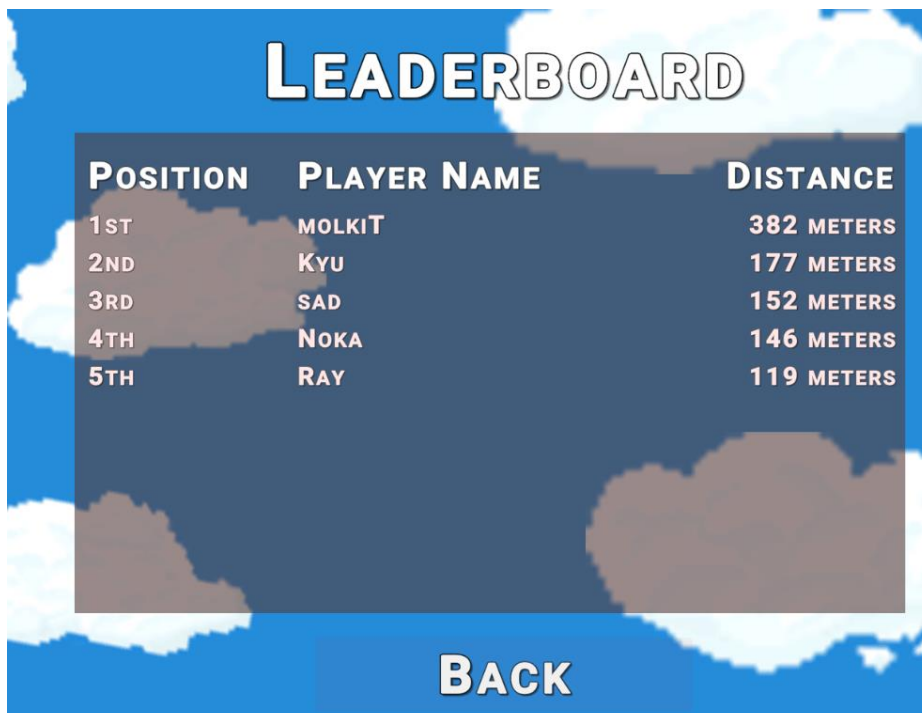 Leaderboard
Position Player Name Distance
1st molkiT 382 meters
2nd Kyu 177 meters
3rd sad 152 meters
4th Noka 146 meters
5th Ray 119 meters
Back